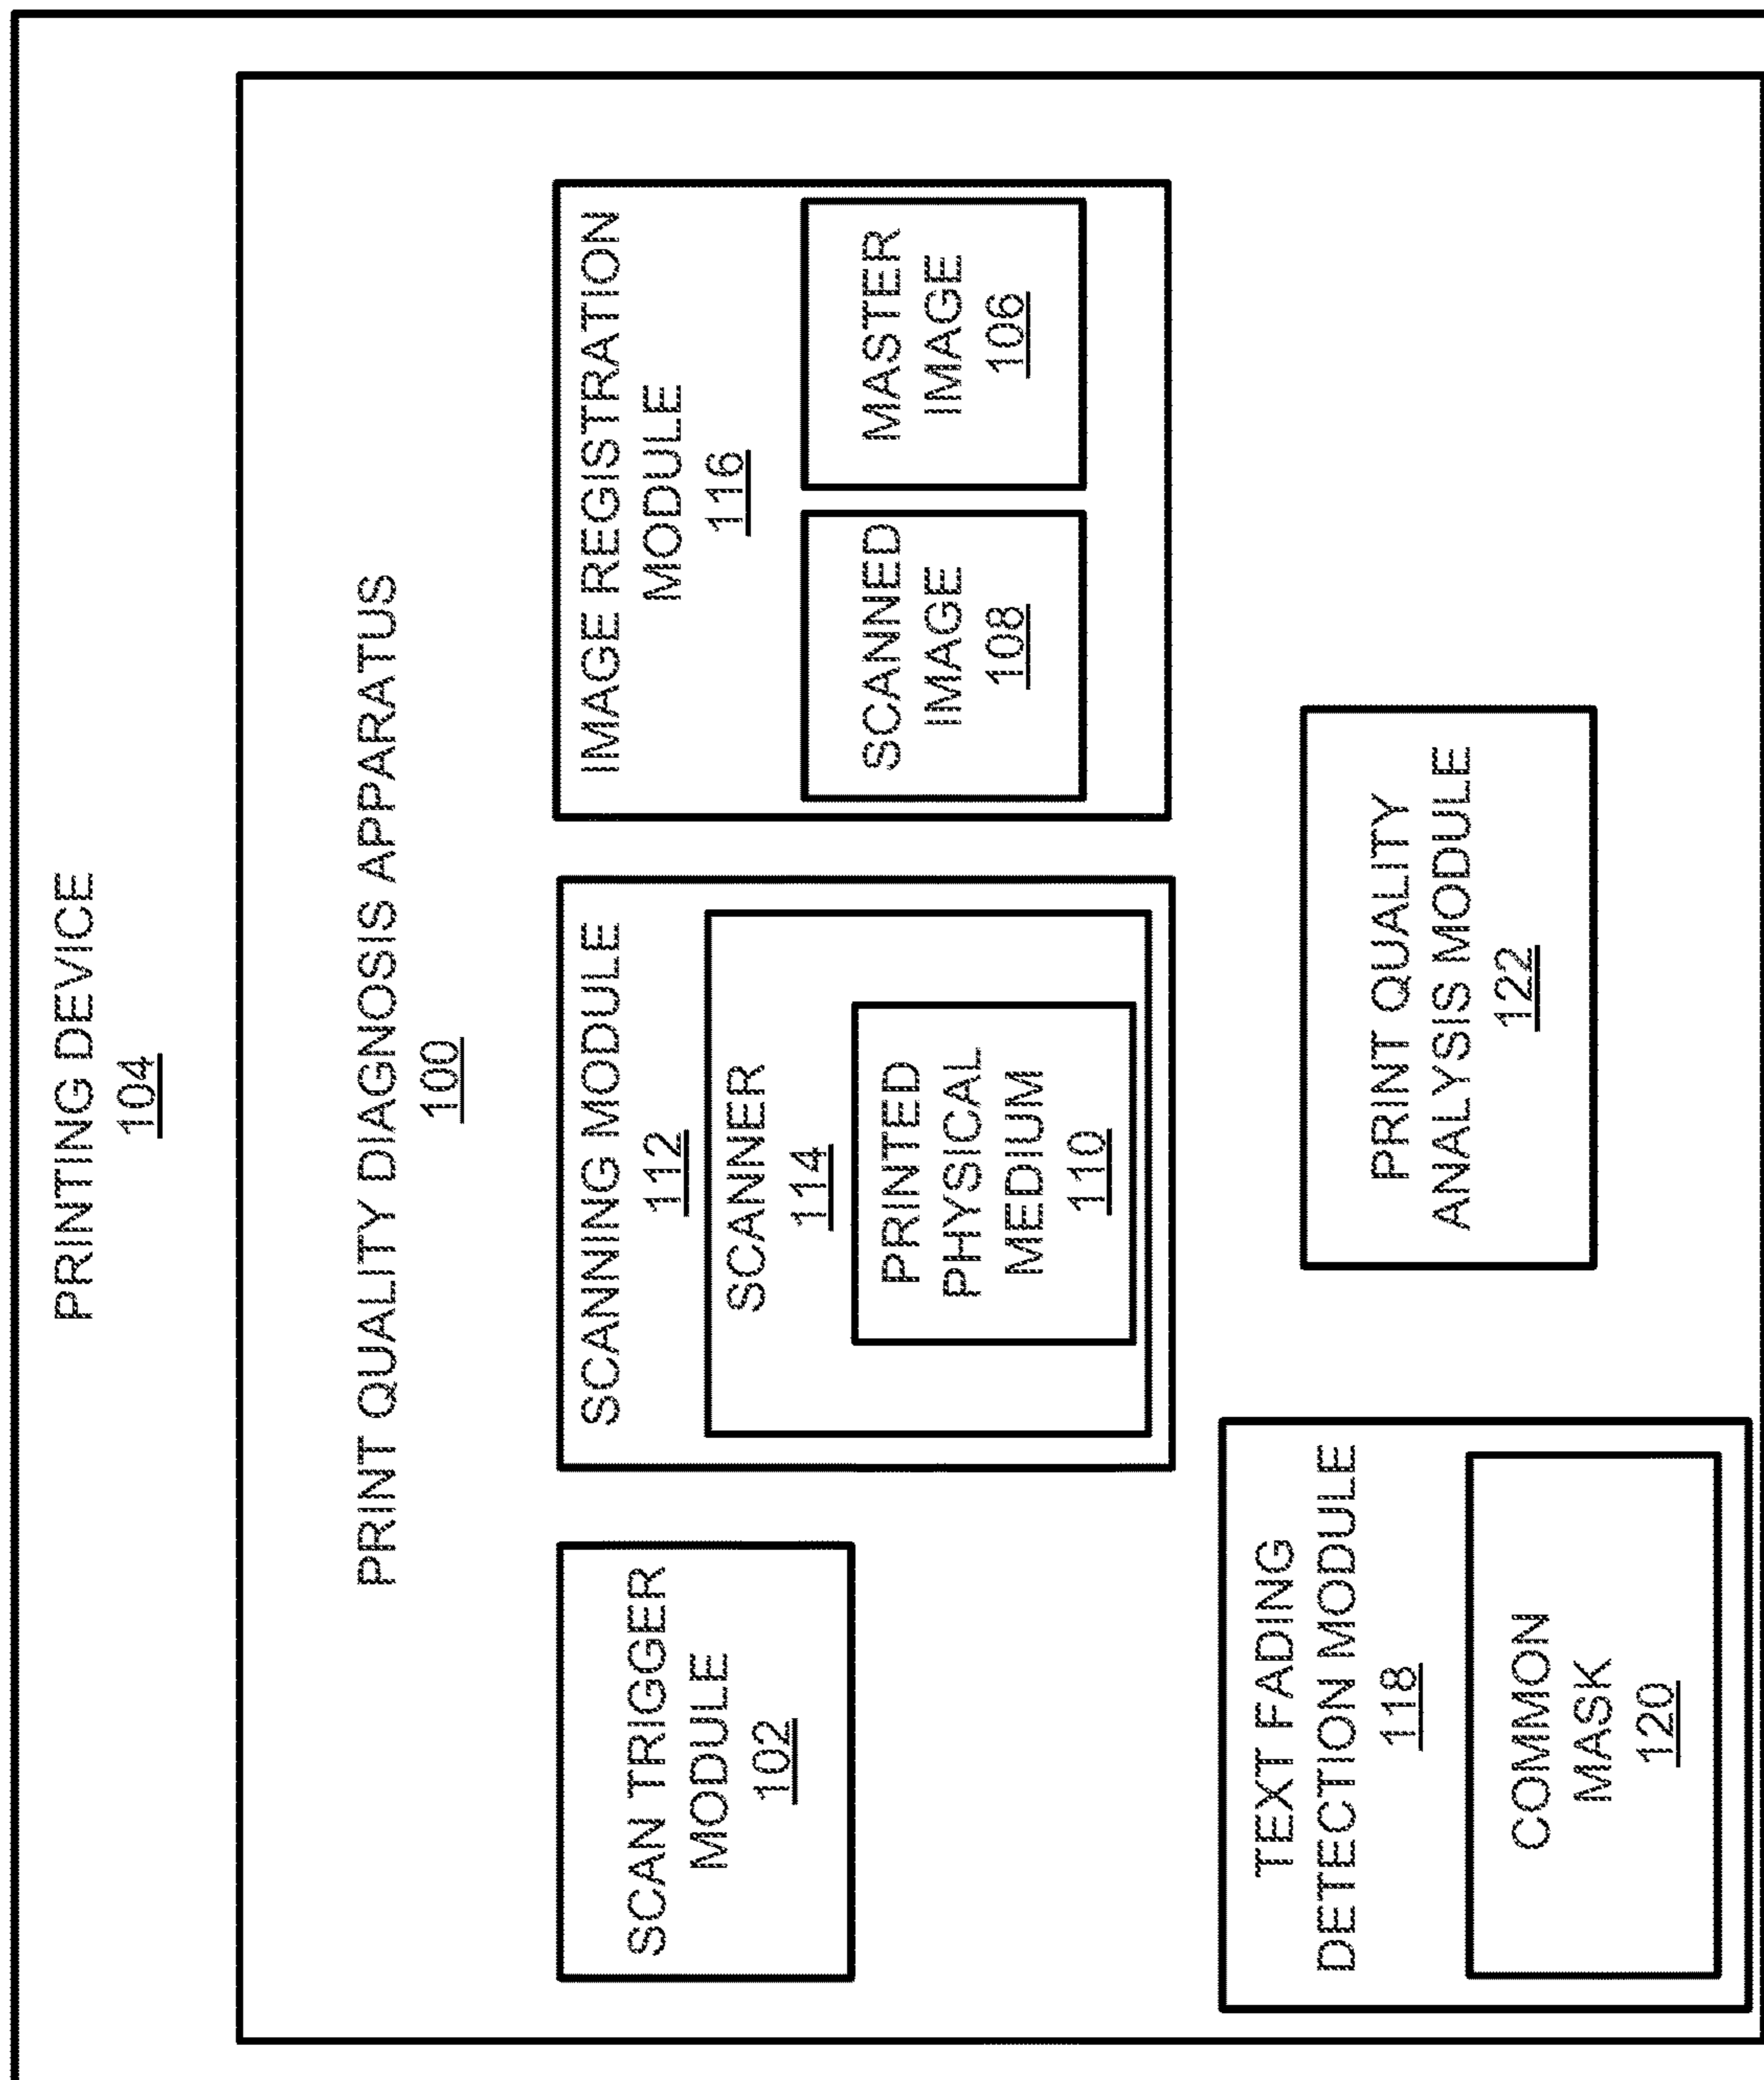 PRINTING DEVICE
104
PRINT QUALITY DIAGNOSIS APPARATUS
100
SCAN TRIGGER
MODULE
102
SCANNING MODULE
112
SCANNER
114
PRINTED
PHYSICAL
MEDIUM
110
IMAGE REGISTRATION
MODULE
116
SCANNED
IMAGE
108
MASTER
IMAGE
106
TEXT FADING
DETECTION MODULE
118
COMMON
MASK
120
PRINT QUALITY
ANALYSIS MODULE
122